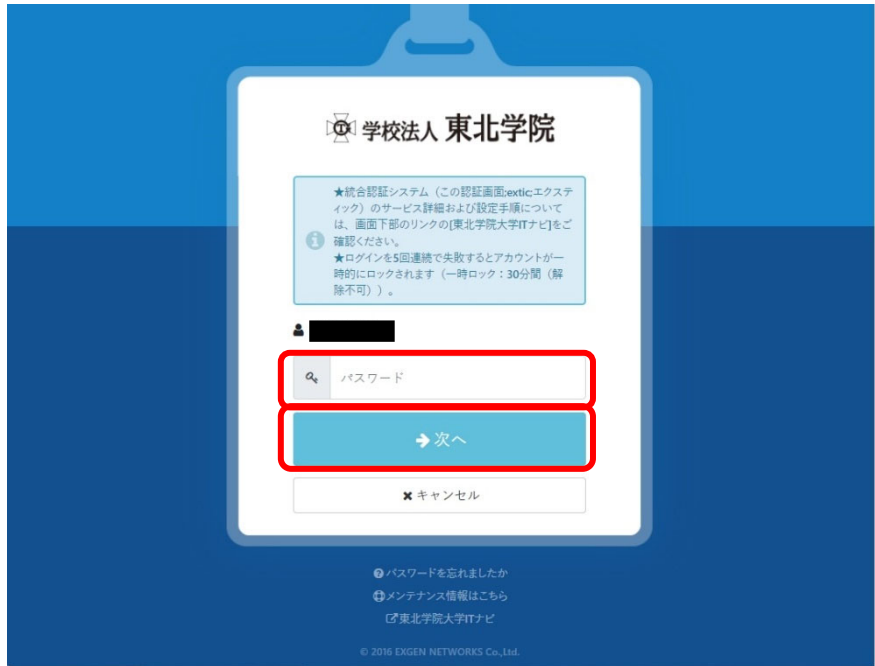 学校法人 東北学院
★統合認証システム（この認証画面;extic;エクステ
ィック）のサービス詳細および設定手順について
は、画面下部のリンクの[東北学院大学ITナビ]をご
確認ください。
★ログインを5回連続で失敗するとアカウントが一
時的にロックされます（一時ロック：30分間（解
除不可））。
パスワード
次へ
キャンセル
パスワードを忘れましたか
メンテナンス情報はこちら
東北学院大学ITナビ
© 2016 EXGEN NETWORKS Co.,Ltd.